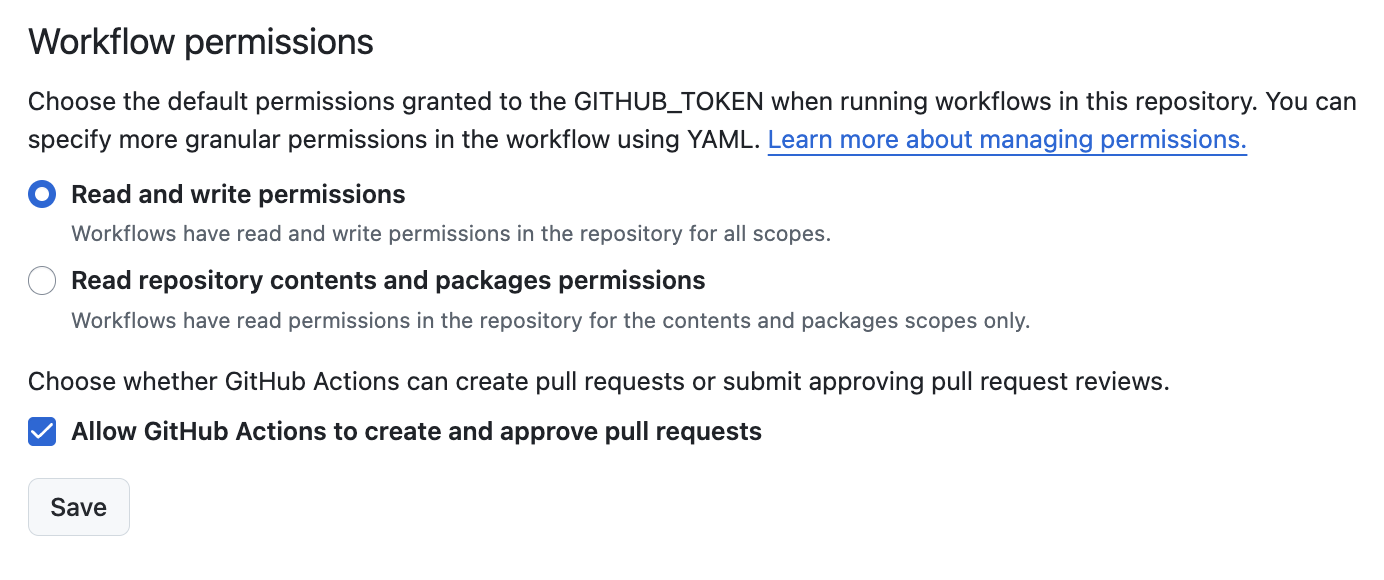 Workflow permissions
Choose the default permissions granted to the GITHUB_TOKEN when running workflows in this repository. You can
specify more granular permissions in the workflow using YAML. Learn more about managing permissions.
Read and write permissions
Workflows have read and write permissions in the repository for all scopes.
Read repository contents and packages permissions
Workflows have read permissions in the repository for the contents and packages scopes only.
Choose whether GitHub Actions can create pull requests or submit approving pull request reviews.
Allow GitHub Actions to create and approve pull requests
Save